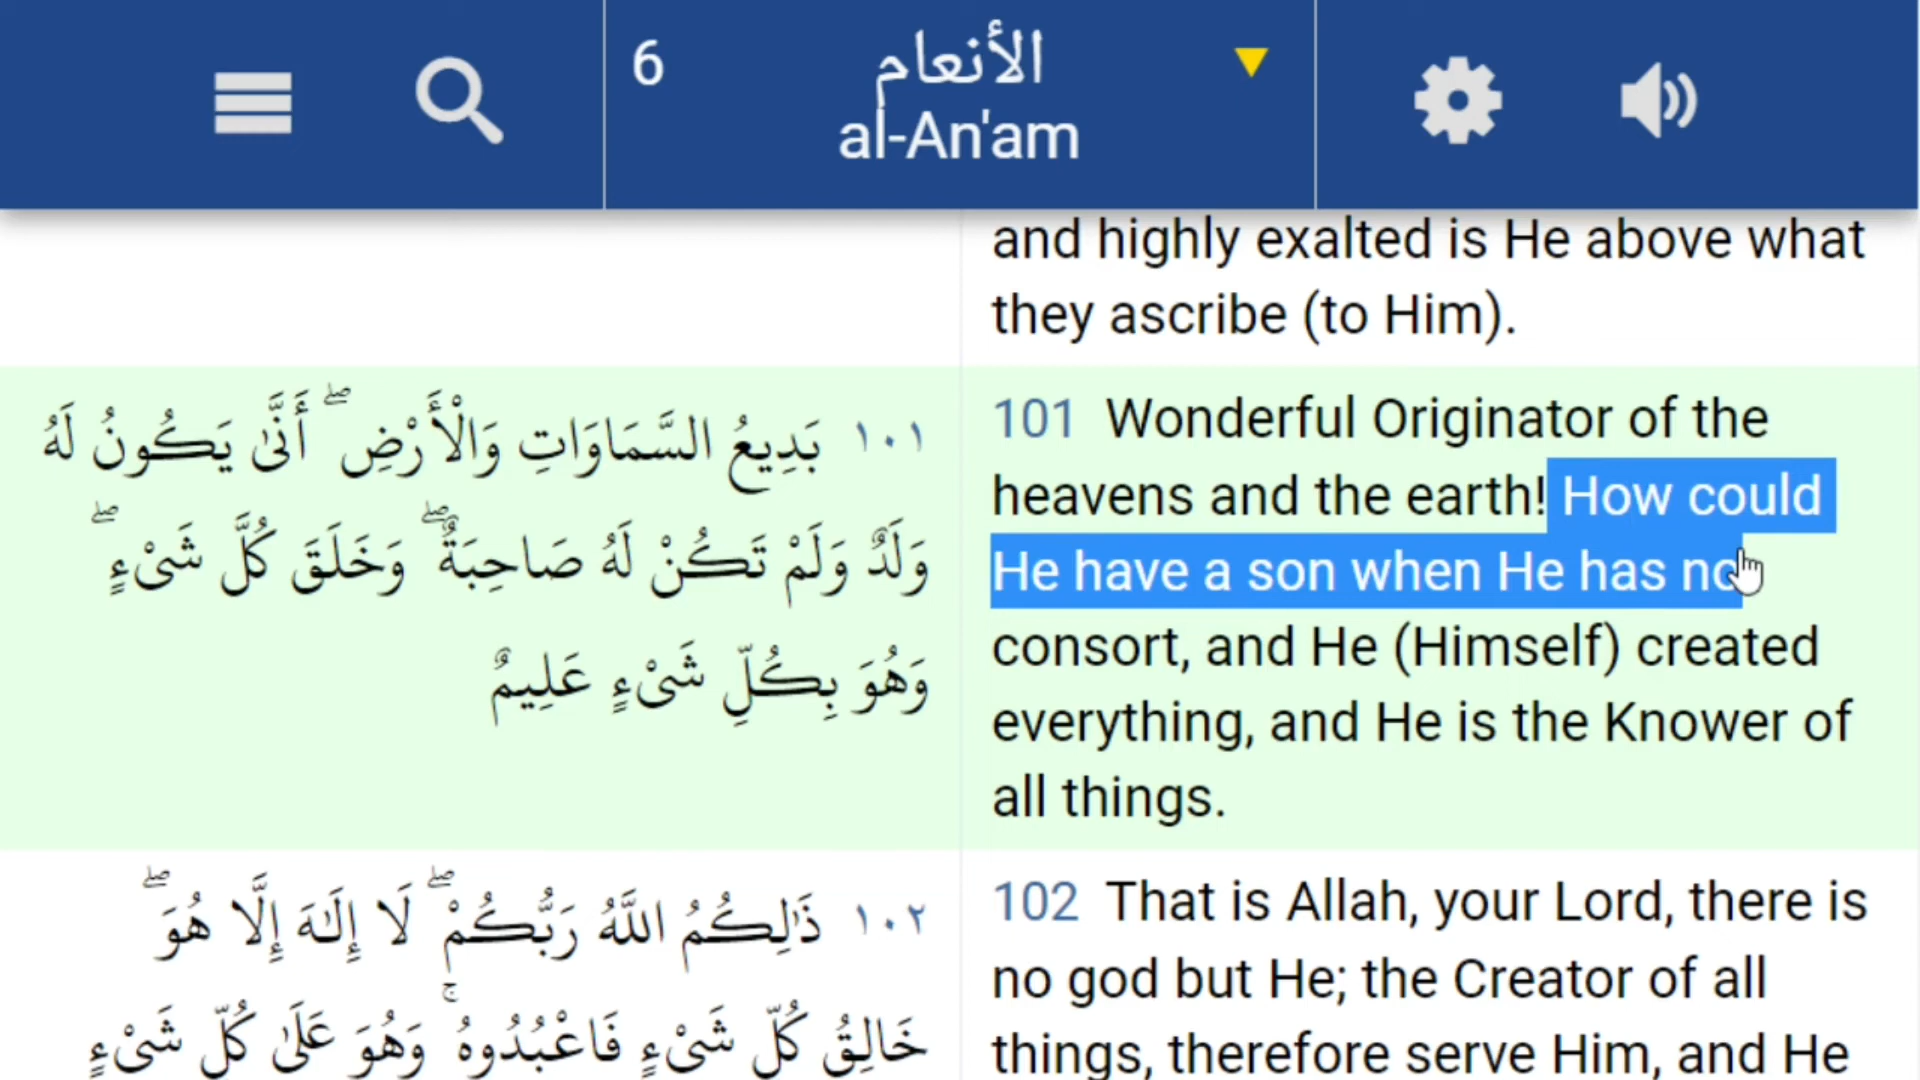 6
الأنعام
al-An'am
and highly exalted is He above what
they ascribe (to Him).
١٠١ بَدِيعُ السَّمَاوَاتِ وَالْأَرْضِ ۖ أَنَّىٰ يَكُونُ لَهُ
وَلَدٌ وَلَمْ تَكُنْ لَهُ صَاحِبَةٌ ۖ وَخَلَقَ كُلَّ شَىْءٍ ۖ
وَهُوَ بِكُلِّ شَىْءٍ عَلِيمٌ
101 Wonderful Originator of the
heavens and the earth! How could
He have a son when He has no
consort, and He (Himself) created
everything, and He is the Knower of
all things.
١٠٢ ذَٰلِكُمُ اللَّهُ رَبُّكُمْ ۖ لَا إِلَٰهَ إِلَّا هُوَ ۖ
خَالِقُ كُلِّ شَىْءٍ فَاعْبُدُوهُ ۚ وَهُوَ عَلَىٰ كُلِّ شَىْءٍ
102 That is Allah, your Lord, there is
no god but He; the Creator of all
things, therefore serve Him, and He